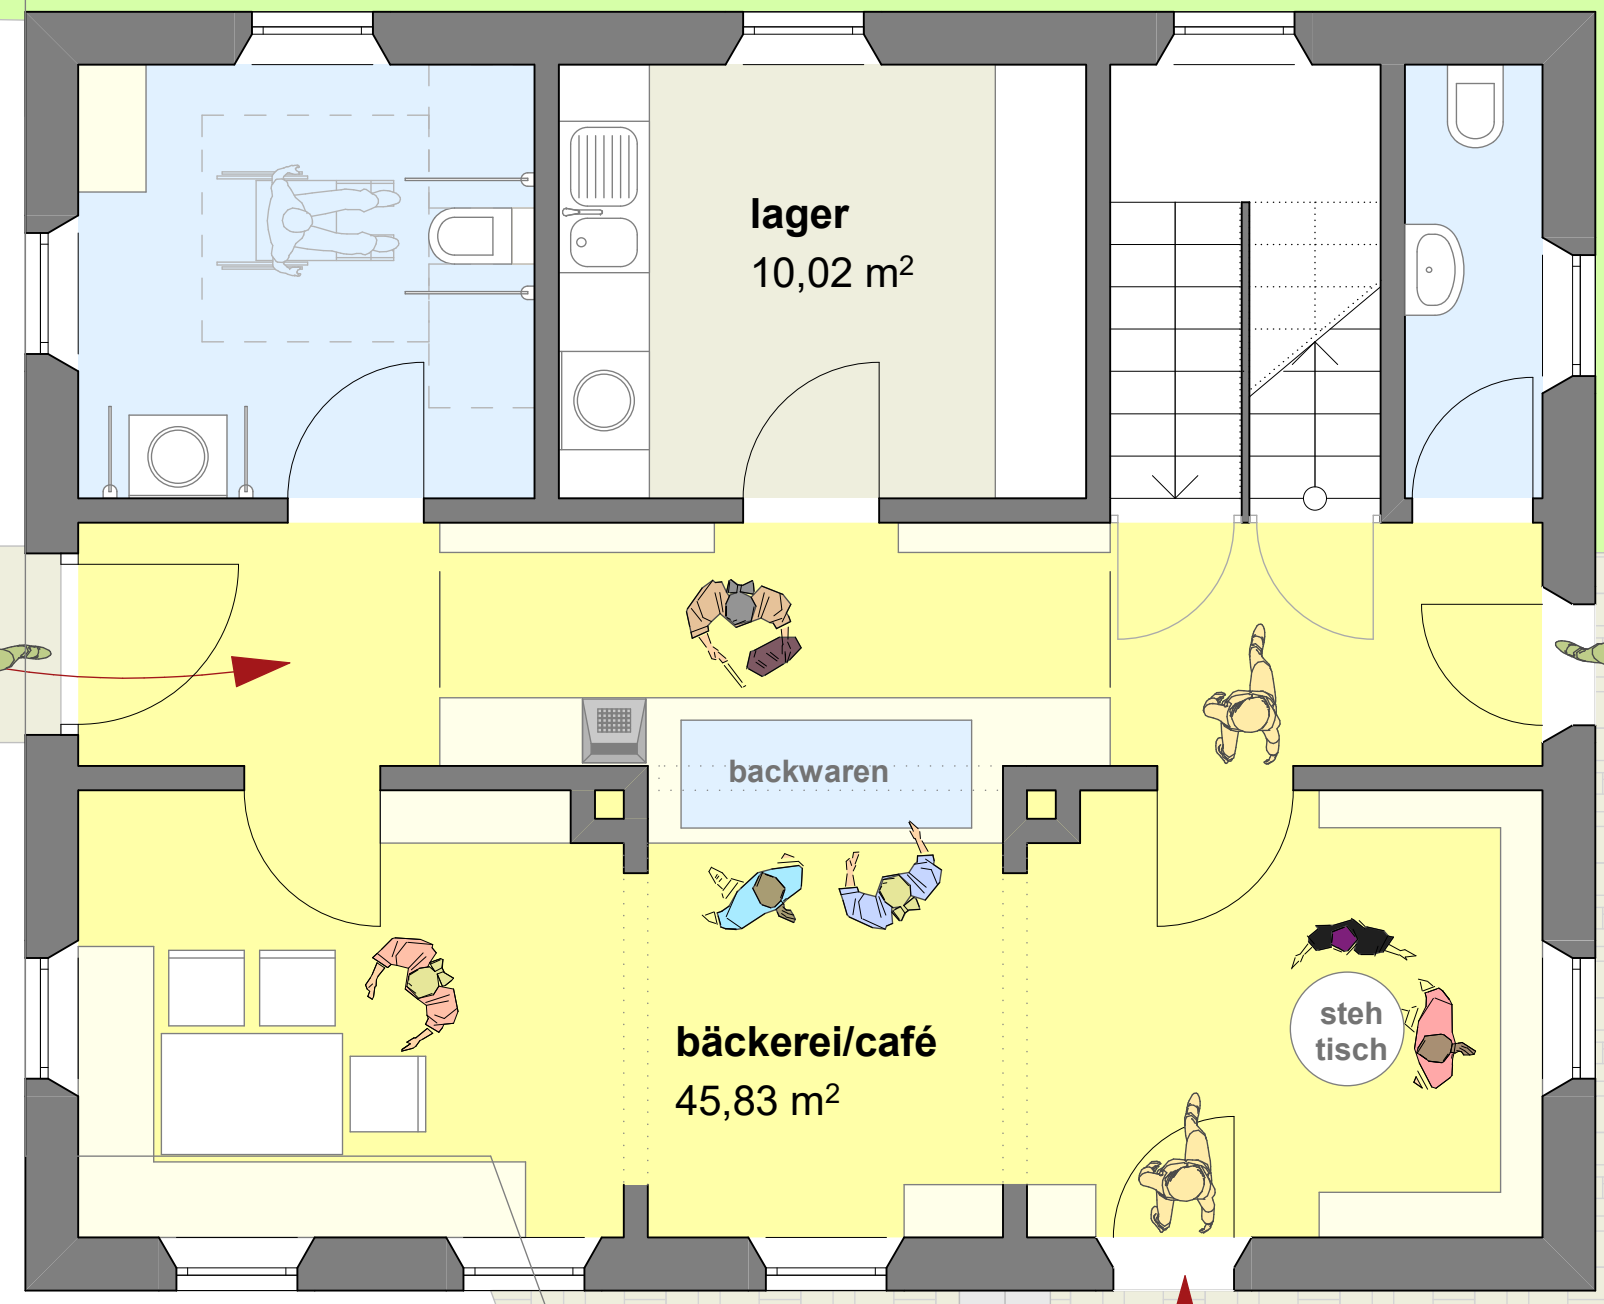 lager
10,02 m²
backwaren
bäckerei/café
45,83 m²
steh
tisch